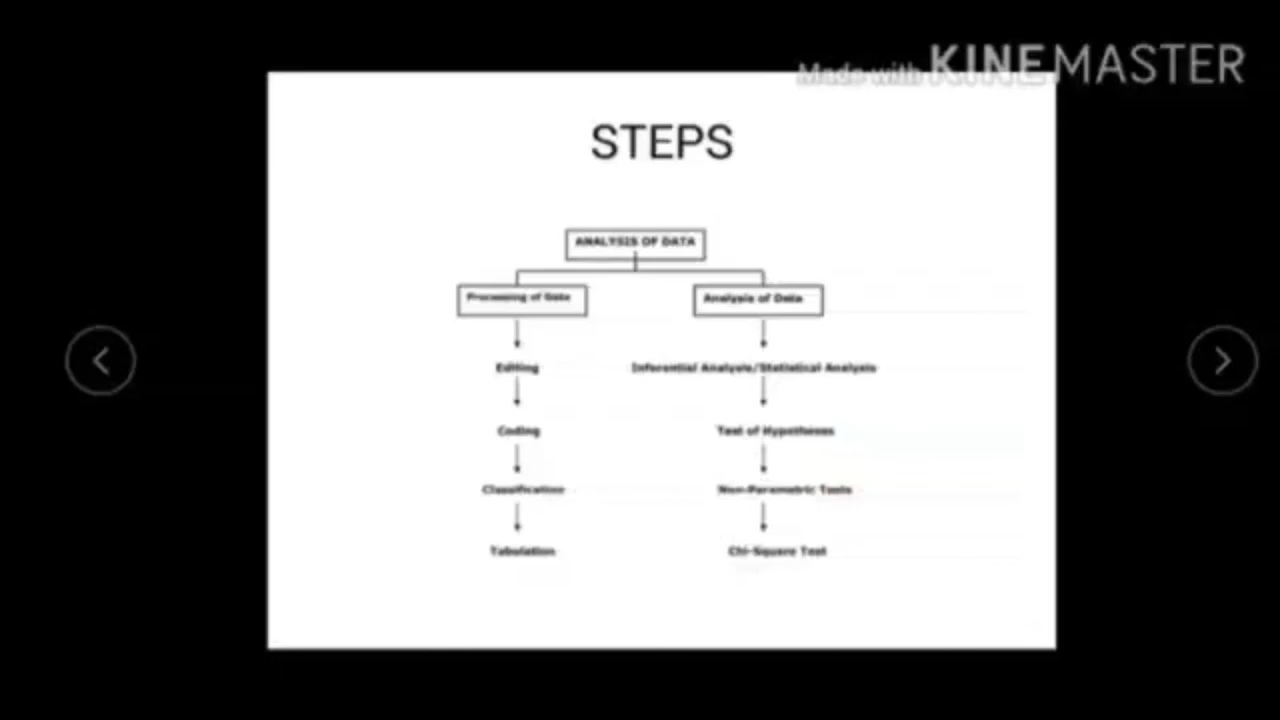 Made with KINEMASTER
STEPS
ANALYSIS OF DATA
Processing of Data
Analysis of Data
Editing
Inferential Analysis/Statistical Analysis
Coding
Test of Hypotheses
Classification
Non-Parametric Tests
Tabulation
Chi-Square Test